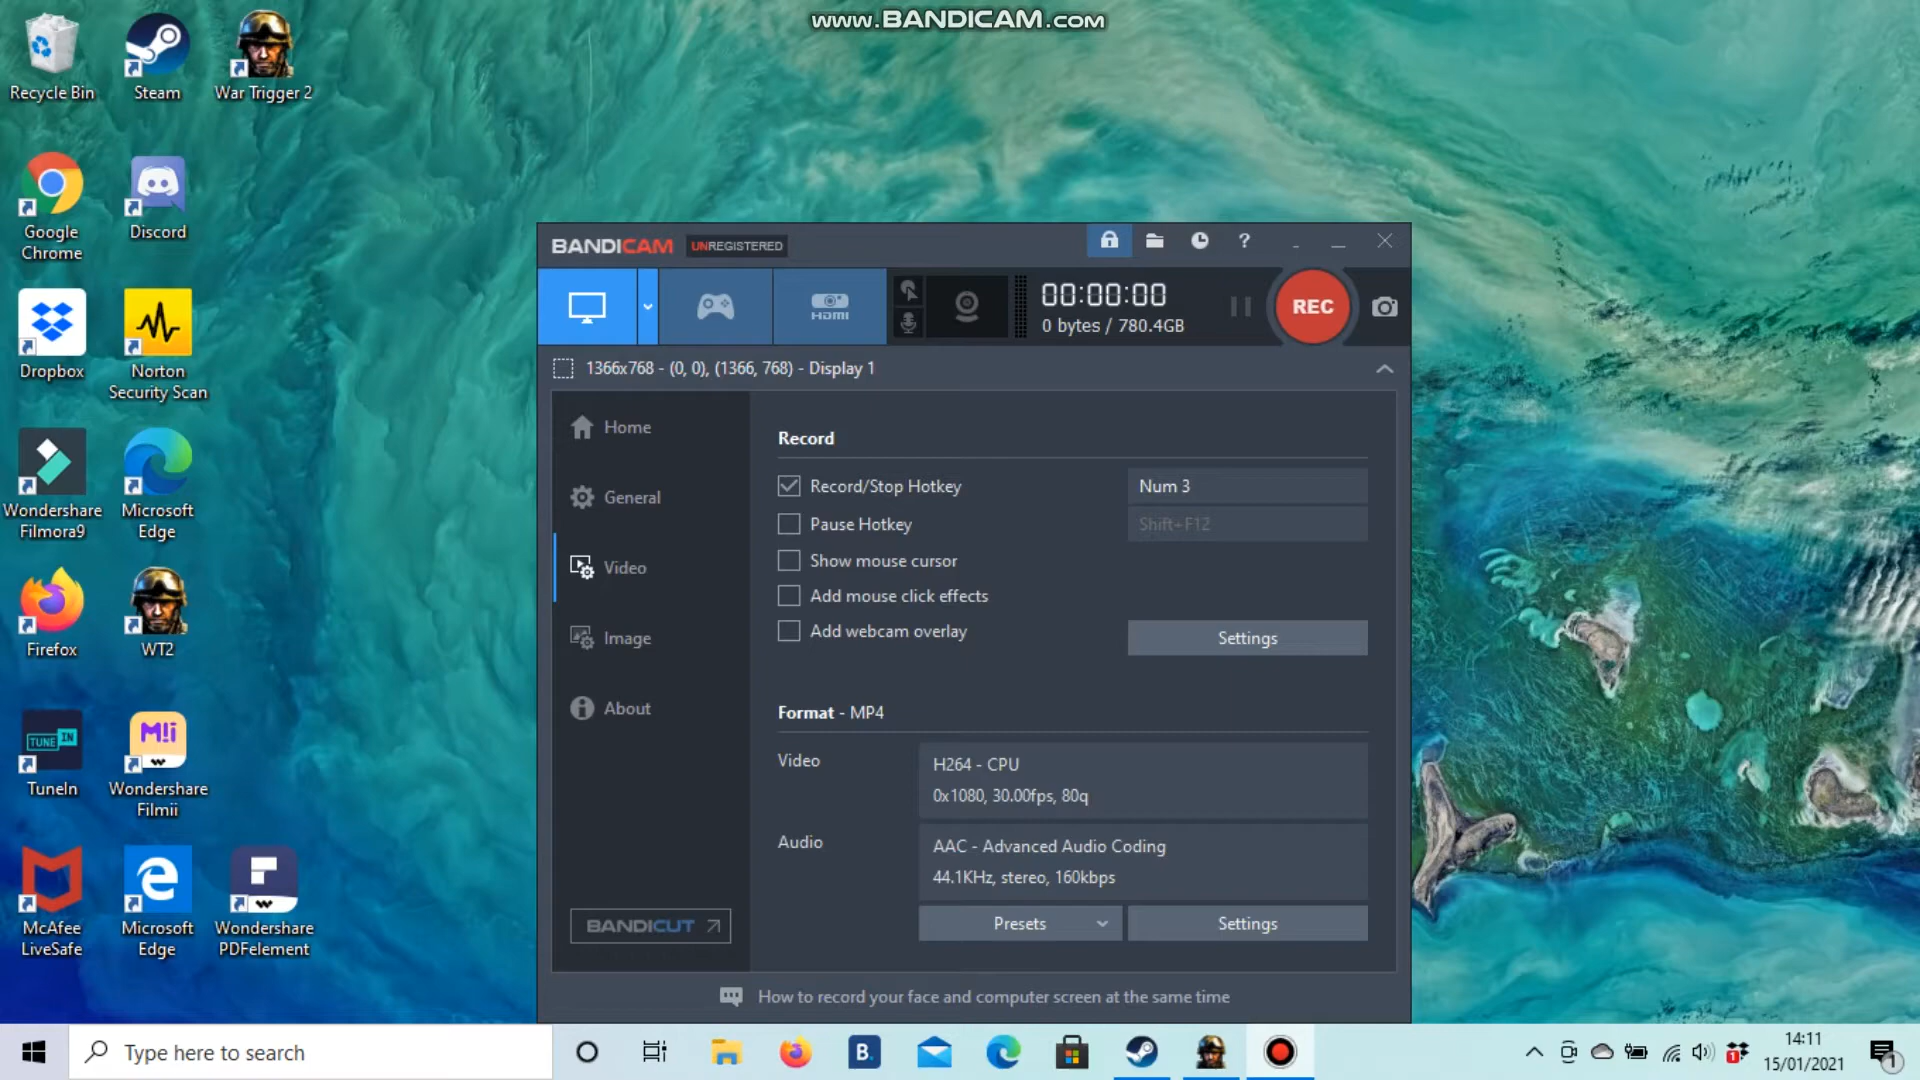 www.BANDICAM.com
Recycle Bin
Steam
War Trigger 2
Google
Chrome
Discord
Dropbox
Norton
Security Scan
Wondershare
Filmora9
Microsoft
Edge
Firefox
WT2
TUNE IN
TuneIn
M!i
Wondershare
Filmii
McAfee
LiveSafe
Microsoft
Edge
Wondershare
PDFelement
BANDICAM UNREGISTERED
?
HDMI
00:00:00
0 bytes / 780.4GB
REC
1366x768 - (0, 0), (1366, 768) - Display 1
Home
General
Video
Image
About
BANDICUT
Record
Record/Stop Hotkey
Num 3
Pause Hotkey
Shift+F12
Show mouse cursor
Add mouse click effects
Add webcam overlay
Settings
Format - MP4
Video
H264 - CPU
0x1080, 30.00fps, 80q
Audio
AAC - Advanced Audio Coding
44.1KHz, stereo, 160kbps
Presets
Settings
How to record your face and computer screen at the same time
Type here to search
B.
1
14:11
15/01/2021
1